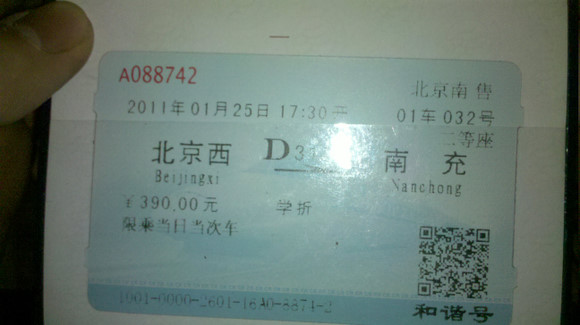 A088742
北京南售
2011年01月25日 17:30开
01车 032号
二等座
北京西 D3 南充
Beijingxi Nanchong
￥390.00元 学折
限乘当日当次车
1001-0000-2601-16A0-8874-2
和谐号